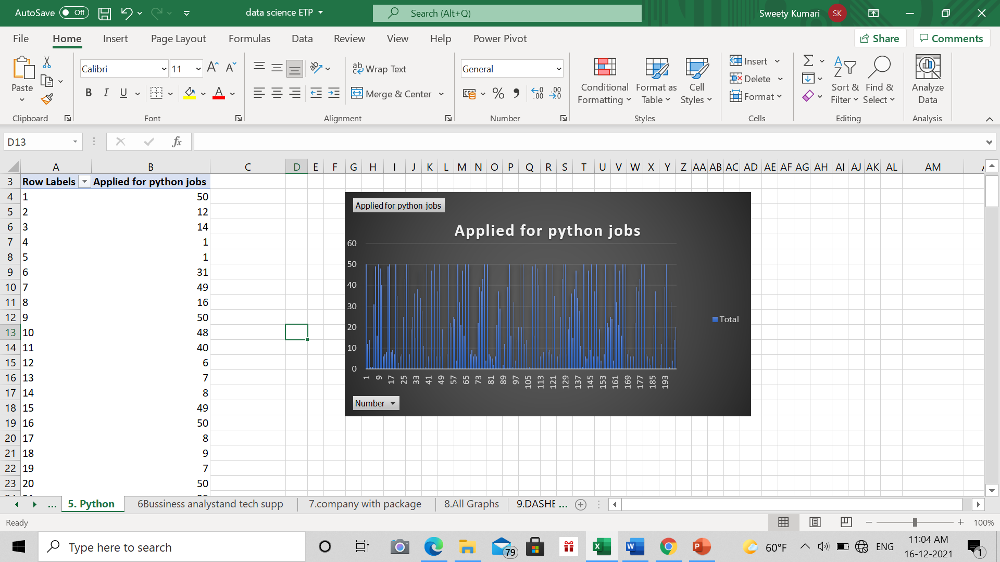 AutoSave Off data science ETP Search (Alt+Q) Sweety Kumari SK
File Home Insert Page Layout Formulas Data Review View Help Power Pivot Share Comments
Calibri 11 A A ab Wrap Text General Insert
Paste Conditional Format as Cell Delete Sort & Find & Analyze
B I U A Merge & Center % Formatting Table Styles Format Filter Select Data
Clipboard Font Alignment Number Styles Cells Editing Analysis
D13 fx
A B C D E F G H I J K L M N O P Q R S T U V W X Y Z AA AB AC AD AE AF AG AH AI AJ AK AL AM
3 Row Labels Applied for python jobs
4 1 50
5 2 12
6 3 14
7 4 1
8 5 1
9 6 31
10 7 49
11 8 16
12 9 50
13 10 48
14 11 40
15 12 6
16 13 7
17 14 8
18 15 49
19 16 50
20 17 8
21 18 9
22 19 7
23 20 50
Applied for python jobs
Applied for python jobs
60
50
40
30
20
10
0
1 9 17 25 33 41 49 57 65 73 81 89 97 105 113 121 129 137 145 153 161 169 177 185 193
Total
Number
... 5. Python 6Bussiness analystand tech supp 7.company with package 8.All Graphs 9.DASHE ...
Ready 100%
Type here to search 79 60°F ENG 11:04 AM
16-12-2021 1